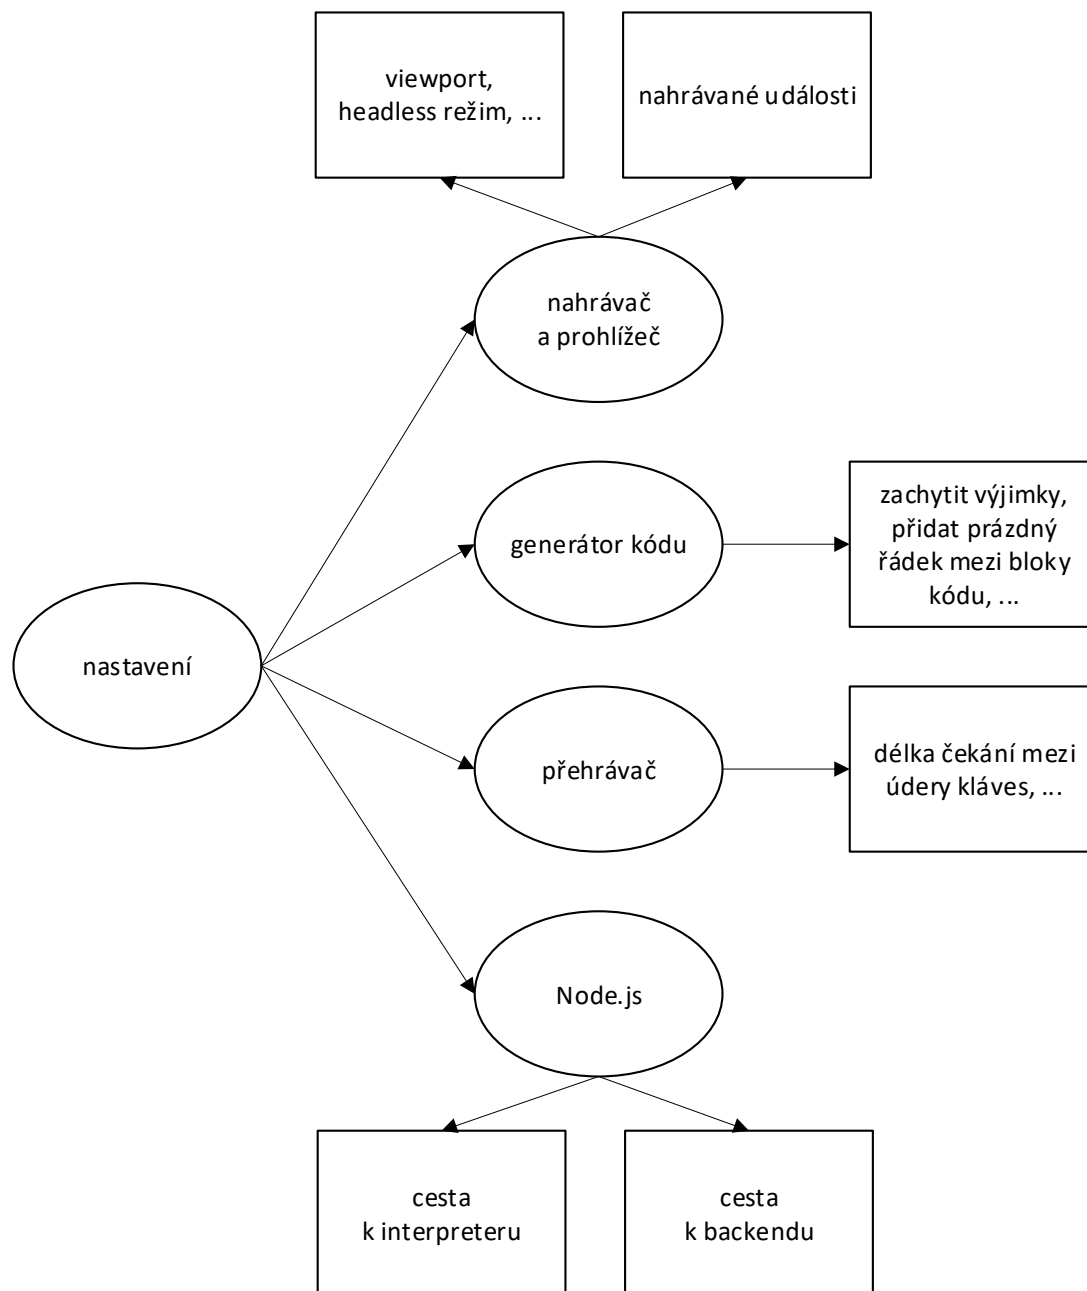 viewport,
headless režim, ...
nahrávané události
nahrávač
a prohlížeč
generátor kódu
zachytit výjimky,
přidat prázdný
řádek mezi bloky
kódu, ...
nastavení
přehrávač
délka čekání mezi
údery kláves, ...
Node.js
cesta
k interpreteru
cesta
k backendu